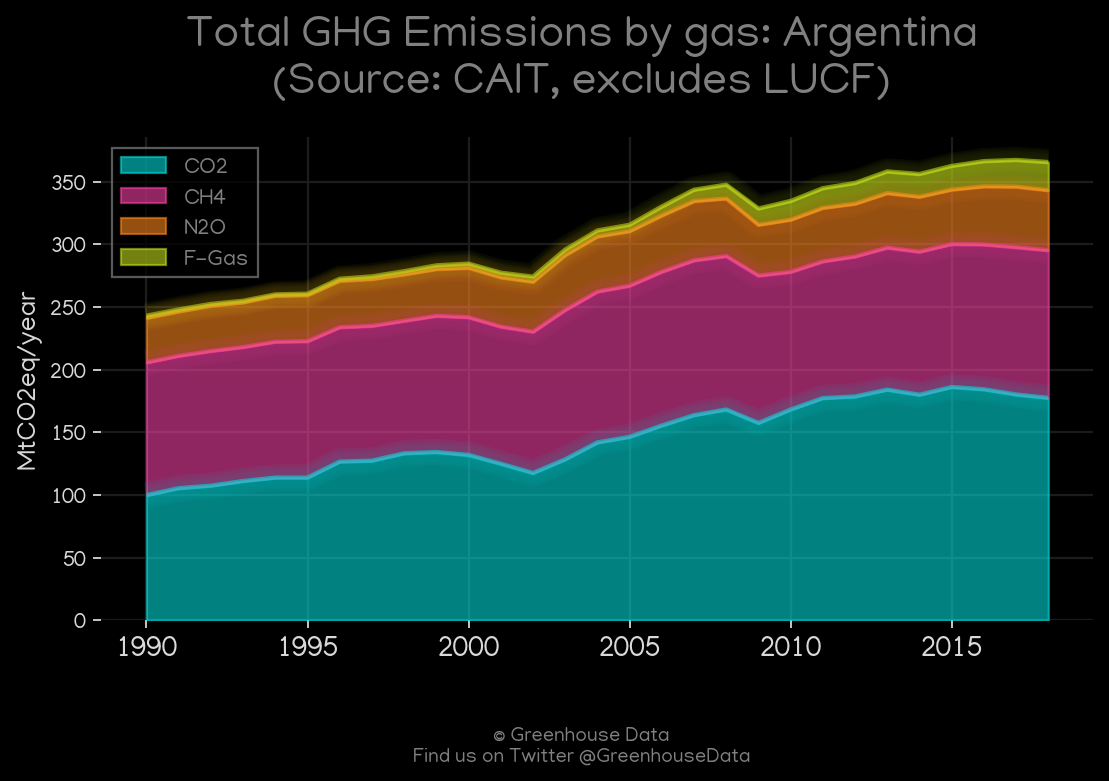 Total GHG Emissions by gas: Argentina
(Source: CAIT, excludes LUCF)
CO2
CH4
N2O
F-Gas
MtCO2eq/year
350
300
250
200
150
100
50
0
1990 1995 2000 2005 2010 2015
© Greenhouse Data
Find us on Twitter @GreenhouseData